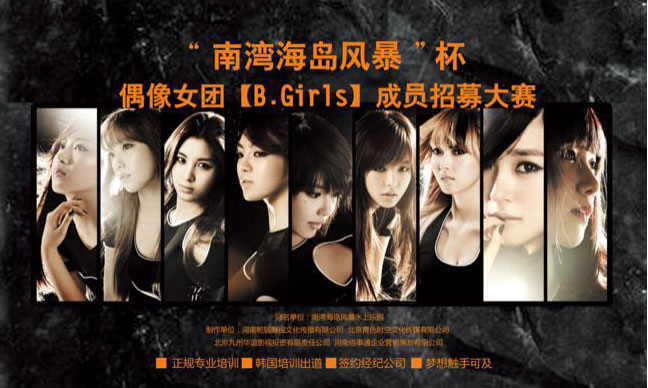 “南湾海岛风暴”杯
偶像女团【B.Girls】成员招募大赛
冠名单位：南湾海岛风暴水上乐园
制作单位：河南乾毓瀚视文化传播有限公司 北京青色时空文化传媒有限公司
北京九州华谊影视投资有限责任公司 河南佰事通企业营销策划有限公司
■ 正规专业培训 ■ 韩国培训出道 ■ 签约经纪公司 ■ 梦想触手可及